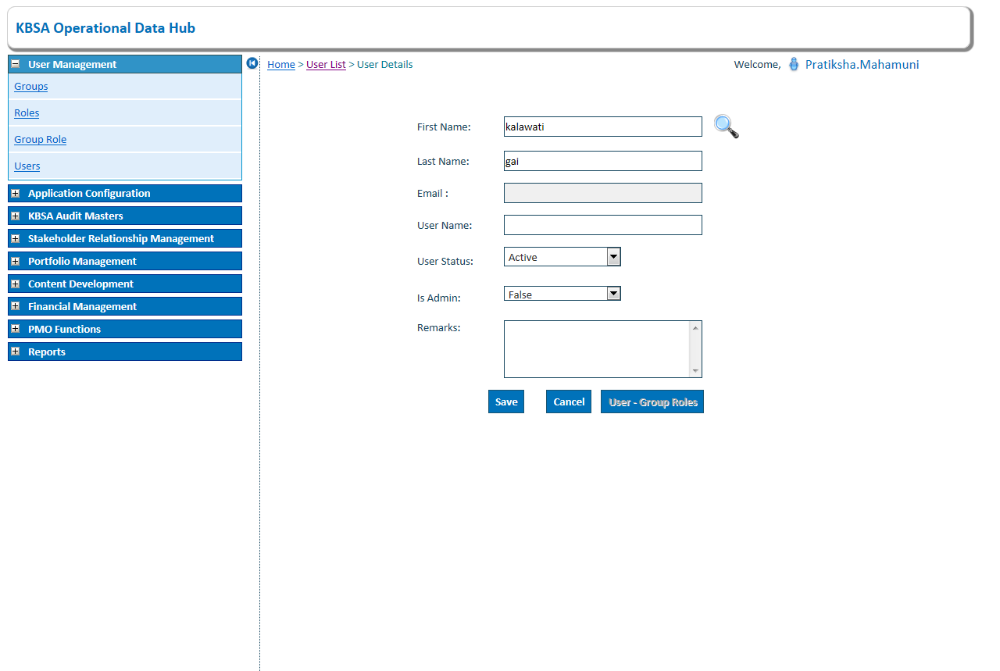 KBSA Operational Data Hub
User Management
Groups
Roles
Group Role
Users
Application Configuration
KBSA Audit Masters
Stakeholder Relationship Management
Portfolio Management
Content Development
Financial Management
PMO Functions
Reports
Home > User List > User Details
Welcome, Pratiksha.Mahamuni
First Name: kalawati
Last Name: gai
Email :
User Name:
User Status: Active
Is Admin: False
Remarks:
Save Cancel User - Group Roles